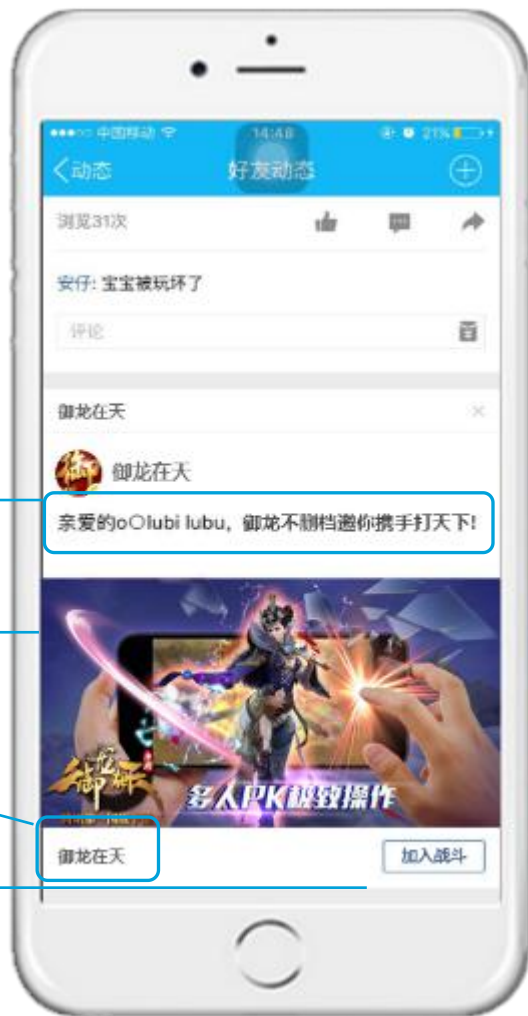 中国移动
14:48
21%
动态
好友动态
浏览31次
安仔: 宝宝被玩坏了
评论
御龙在天
御
御龙在天
亲爱的o〇lubi lubu，御龙不删档邀你携手打天下!
多人PK极致操作
御龙在天
加入战斗